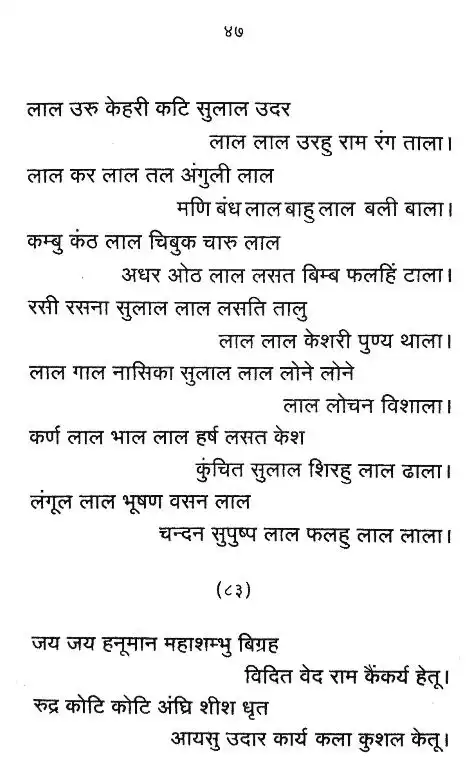 ४७
लाल उरु केहरी कटि सुलाल उदर
लाल लाल उरहु राम रंग ताला।
लाल कर लाल तल अंगुली लाल
मणि बंध लाल बाहु लाल बली बाला।
कम्बु कंठ लाल चिबुक चारु लाल
अधर ओठ लाल लसत बिम्ब फलहिं टाला।
रसी रसना सुलाल लाल लसति तालु
लाल लाल केशरी पुण्य थाला।
लाल गाल नासिका सुलाल लाल लोने लोने
लाल लोचन विशाला।
कर्ण लाल भाल लाल हर्ष लसत केश
कुंचित सुलाल शिरहु लाल ढाला।
लंगूल लाल भूषण वसन लाल
चन्दन सुपुष्प लाल फलहु लाल लाला।
(८३)
जय जय हनूमान महाशम्भु बिग्रह
विदित वेद राम कैंकर्य हेतू।
रुद्र कोटि कोटि अंघ्रि शीश धृत
आयसु उदार कार्य कला कुशल केतू।